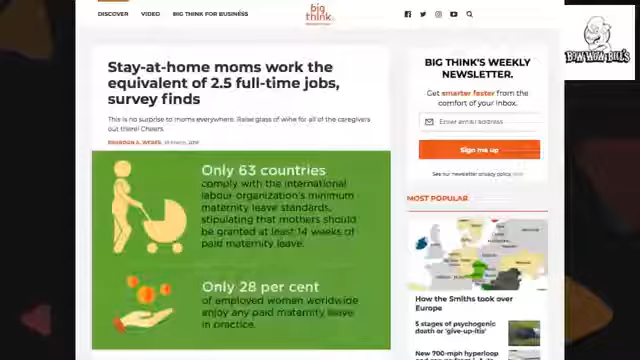 DISCOVER VIDEO BIG THINK FOR BUSINESS
big
think.
Stay-at-home moms work the
equivalent of 2.5 full-time jobs,
survey finds
This is no surprise to moms everywhere. Raise glass of wine for all of the caregivers
out there! Cheers.
Only 63 countries
comply with the international
labour organization's minimum
maternity leave standards,
stipulating that mothers should
be granted at least 14 weeks of
paid maternity leave.
Only 28 per cent
of employed women worldwide
enjoy any paid maternity leave
in practice.
BIG THINK'S WEEKLY
NEWSLETTER.
Get smarter faster from the
comfort of your inbox.
Enter email address
Sign me up
See our newsletter privacy policy here
MOST POPULAR
How the Smiths took over
Europe
5 stages of psychogenic
death or 'give-up-itis'
New 700-mph hyperloop